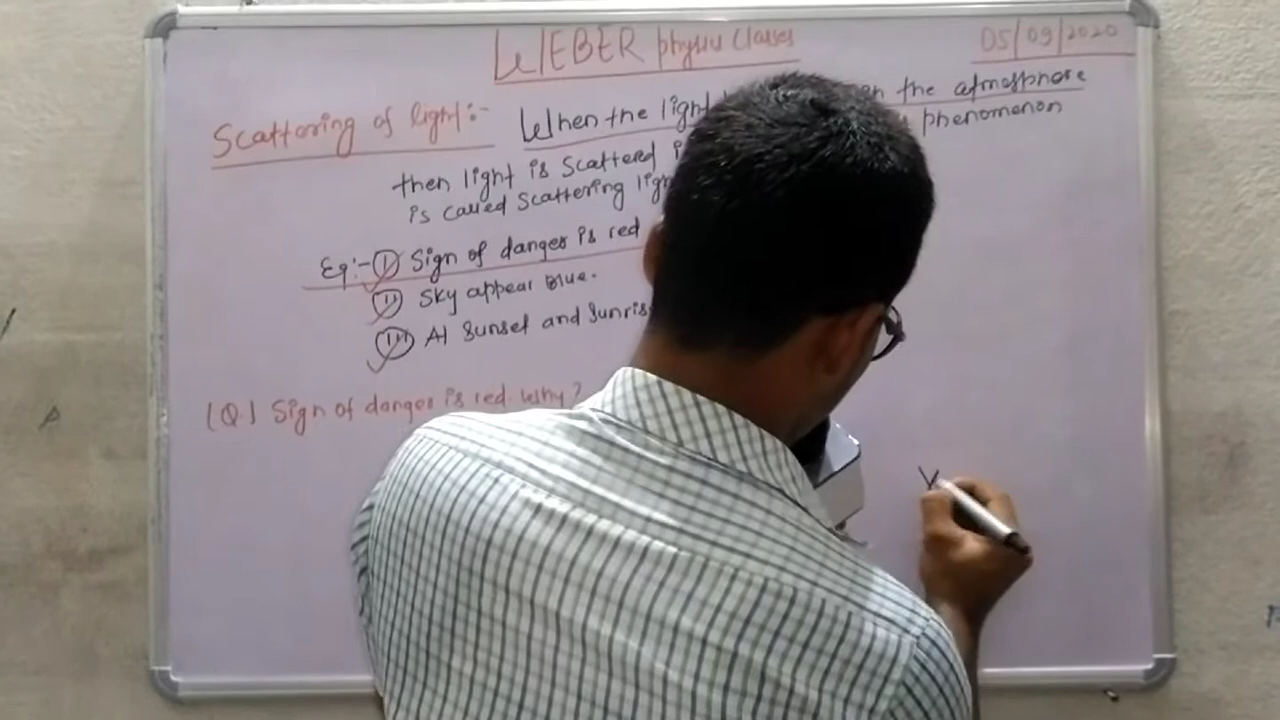 WEBER physics Classes
05/09/2020
Scattering of light:- When the light the atmosphere
then light is Scattered phenomenon
is called Scattering
Eg:- (I) Sign of danger is red
(II) Sky appear Blue.
(III) At Sunset and
(Q.) Sign of danger is red. Why?